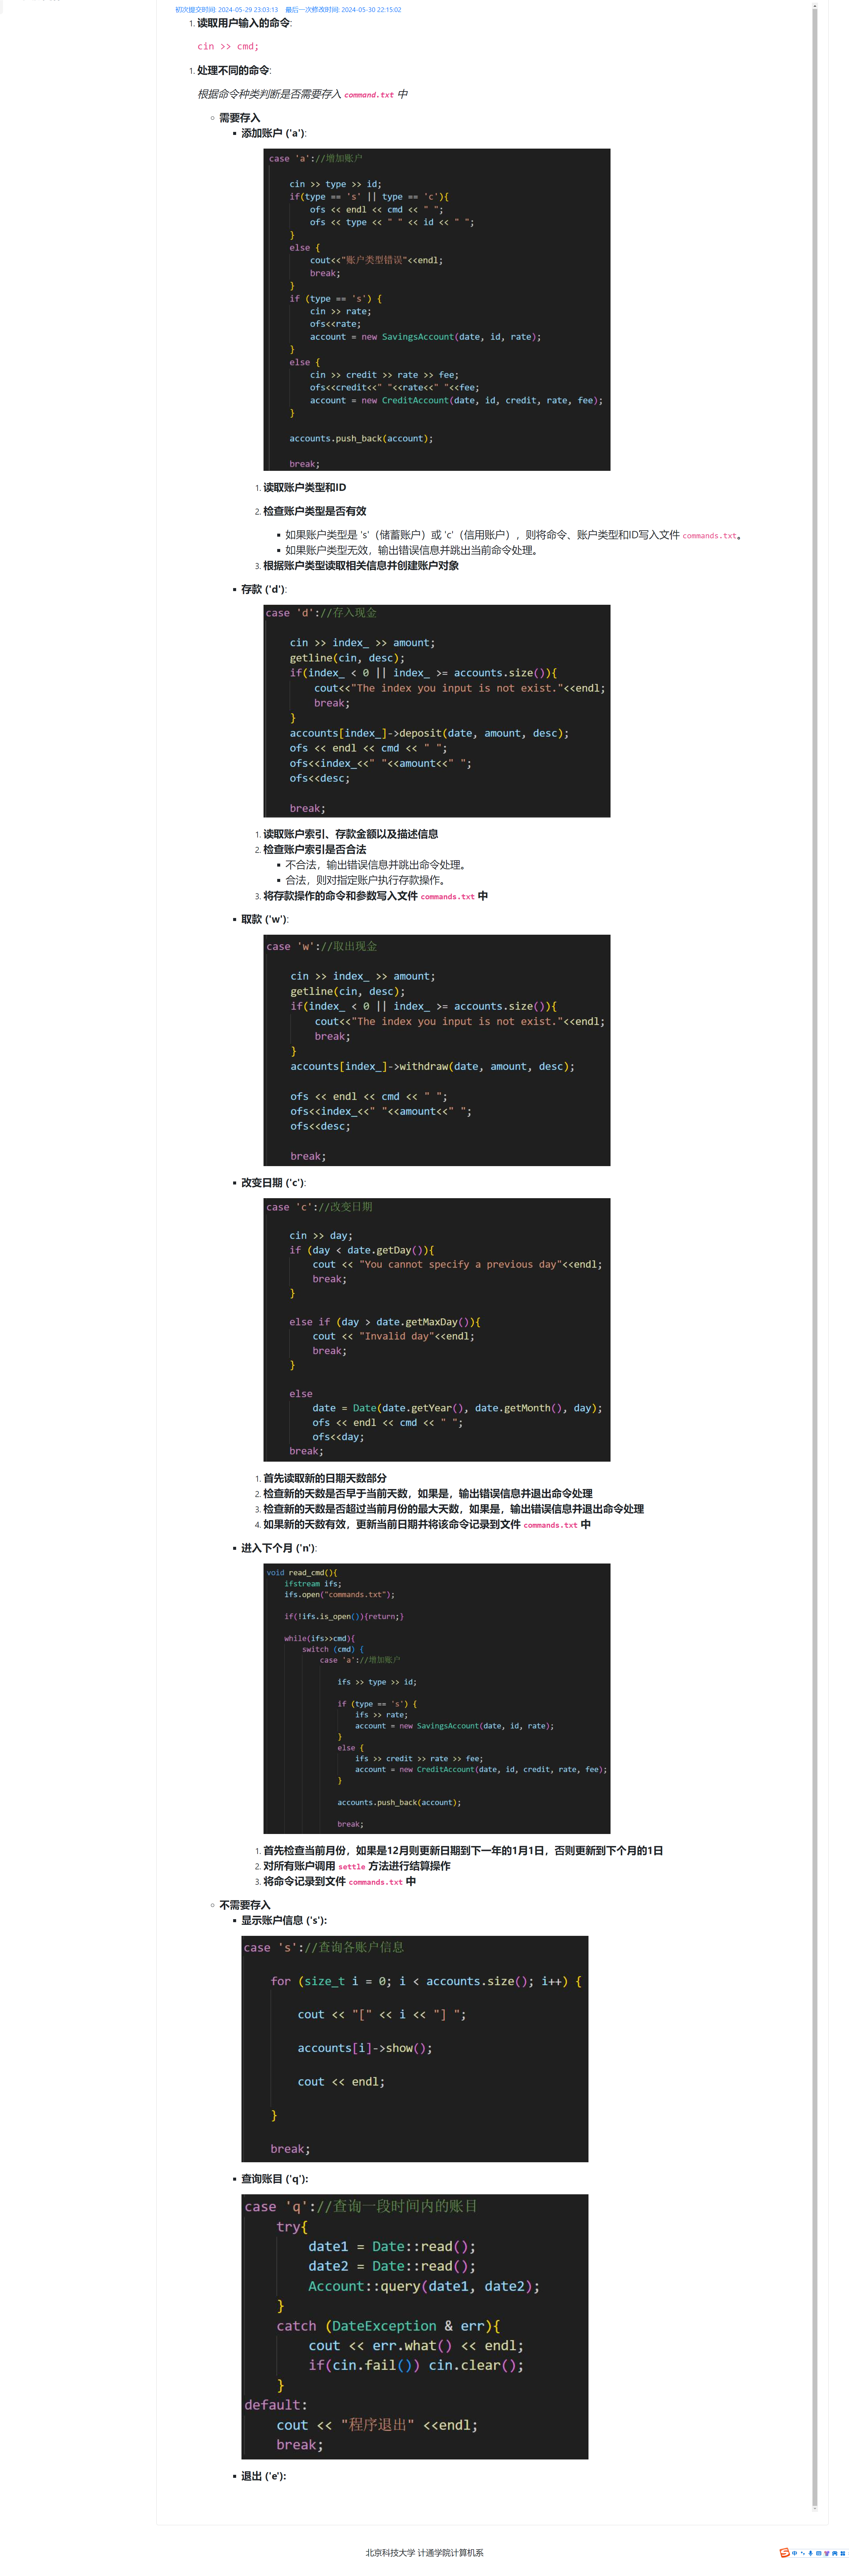 初次提交时间: 2024-05-29 23:03:13 最后一次修改时间: 2024-05-30 22:15:02
1. 读取用户输入的命令:
cin >> cmd;
1. 处理不同的命令:
根据命令种类判断是否需要存入 command.txt 中
需要存入
添加账户 ('a'):
case 'a'://增加账户
cin >> type >> id;
if(type == 's' || type == 'c'){
ofs << endl << cmd << " ";
ofs << type << " " << id << " ";
}
else {
cout<<"账户类型错误"<<endl;
break;
}
if (type == 's') {
cin >> rate;
ofs<<rate;
account = new SavingsAccount(date, id, rate);
}
else {
cin >> credit >> rate >> fee;
ofs<<credit<<" "<<rate<<" "<<fee;
account = new CreditAccount(date, id, credit, rate, fee);
}
accounts.push_back(account);
break;
1. 读取账户类型和ID
2. 检查账户类型是否有效
如果账户类型是 's'（储蓄账户）或 'c'（信用账户），则将命令、账户类型和ID写入文件 commands.txt。
如果账户类型无效，输出错误信息并跳出当前命令处理。
3. 根据账户类型读取相关信息并创建账户对象
存款 ('d'):
case 'd'://存入现金
cin >> index_ >> amount;
getline(cin, desc);
if(index_ < 0 || index_ >= accounts.size()){
cout<<"The index you input is not exist."<<endl;
break;
}
accounts[index_]->deposit(date, amount, desc);
ofs << endl << cmd << " ";
ofs<<index_<<" "<<amount<<" ";
ofs<<desc;
break;
1. 读取账户索引、存款金额以及描述信息
2. 检查账户索引是否合法
不合法，输出错误信息并跳出命令处理。
合法，则对指定账户执行存款操作。
3. 将存款操作的命令和参数写入文件 commands.txt 中
取款 ('w'):
case 'w'://取出现金
cin >> index_ >> amount;
getline(cin, desc);
if(index_ < 0 || index_ >= accounts.size()){
cout<<"The index you input is not exist."<<endl;
break;
}
accounts[index_]->withdraw(date, amount, desc);
ofs << endl << cmd << " ";
ofs<<index_<<" "<<amount<<" ";
ofs<<desc;
break;
改变日期 ('c'):
case 'c'://改变日期
cin >> day;
if (day < date.getDay()){
cout << "You cannot specify a previous day"<<endl;
break;
}
else if (day > date.getMaxDay()){
cout << "Invalid day"<<endl;
break;
}
else
date = Date(date.getYear(), date.getMonth(), day);
ofs << endl << cmd << " ";
ofs<<day;
break;
1. 首先读取新的日期天数部分
2. 检查新的天数是否早于当前天数，如果是，输出错误信息并退出命令处理
3. 检查新的天数是否超过当前月份的最大天数，如果是，输出错误信息并退出命令处理
4. 如果新的天数有效，更新当前日期并将该命令记录到文件 commands.txt 中
进入下个月 ('n'):
void read_cmd(){
ifstream ifs;
ifs.open("commands.txt");
if(!ifs.is_open()){return;}
while(ifs>>cmd){
switch (cmd) {
case 'a'://增加账户
ifs >> type >> id;
if (type == 's') {
ifs >> rate;
account = new SavingsAccount(date, id, rate);
}
else {
ifs >> credit >> rate >> fee;
account = new CreditAccount(date, id, credit, rate, fee);
}
accounts.push_back(account);
break;
1. 首先检查当前月份，如果是12月则更新日期到下一年的1月1日，否则更新到下个月的1日
2. 对所有账户调用 settle 方法进行结算操作
3. 将命令记录到文件 commands.txt 中
不需要存入
显示账户信息 ('s'):
case 's'://查询各账户信息
for (size_t i = 0; i < accounts.size(); i++) {
cout << "[" << i << "] ";
accounts[i]->show();
cout << endl;
}
break;
查询账目 ('q'):
case 'q'://查询一段时间内的账目
try{
date1 = Date::read();
date2 = Date::read();
Account::query(date1, date2);
}
catch (DateException & err){
cout << err.what() << endl;
if(cin.fail()) cin.clear();
}
default:
cout << "程序退出" <<endl;
break;
退出 ('e'):
北京科技大学 计通学院计算机系
中